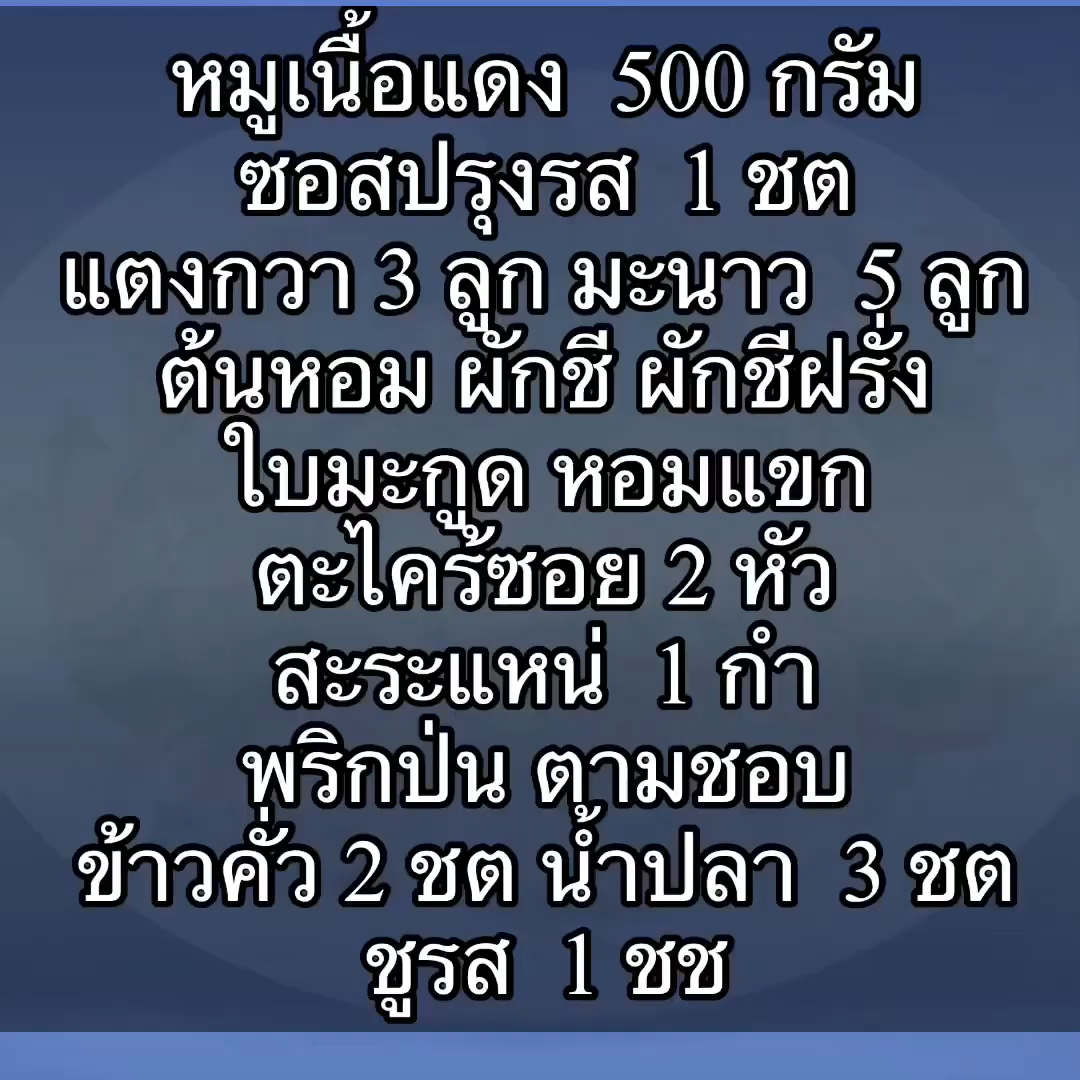 หมูเนื้อแดง 500 กรัม
ซอสปรุงรส 1 ชต
แตงกวา 3 ลูก มะนาว 5 ลูก
ต้นหอม ผักชี ผักชีฝรั่ง
ใบมะกูด หอมแขก
ตะไคร้ซอย 2 หัว
สะระแหน่ 1 กำ
พริกป่น ตามชอบ
ข้าวคั่ว 2 ชต น้ำปลา 3 ชต
ชูรส 1 ชช